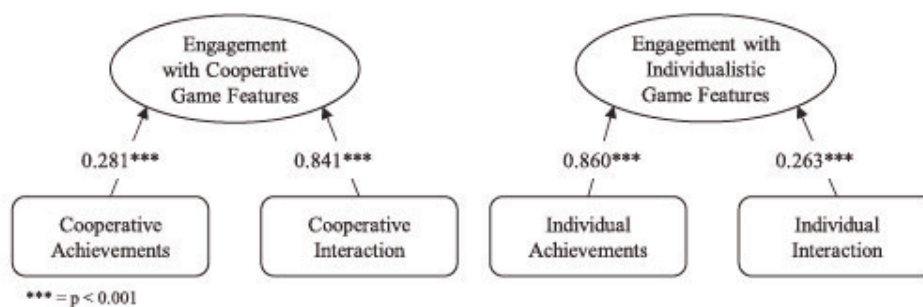 Engagement
with Cooperative
Game Features
Engagement with
Individualistic
Game Features
0.281***
0.841***
0.860***
0.263***
Cooperative
Achievements
Cooperative
Interaction
Individual
Achievements
Individual
Interaction
*** = p < 0.001